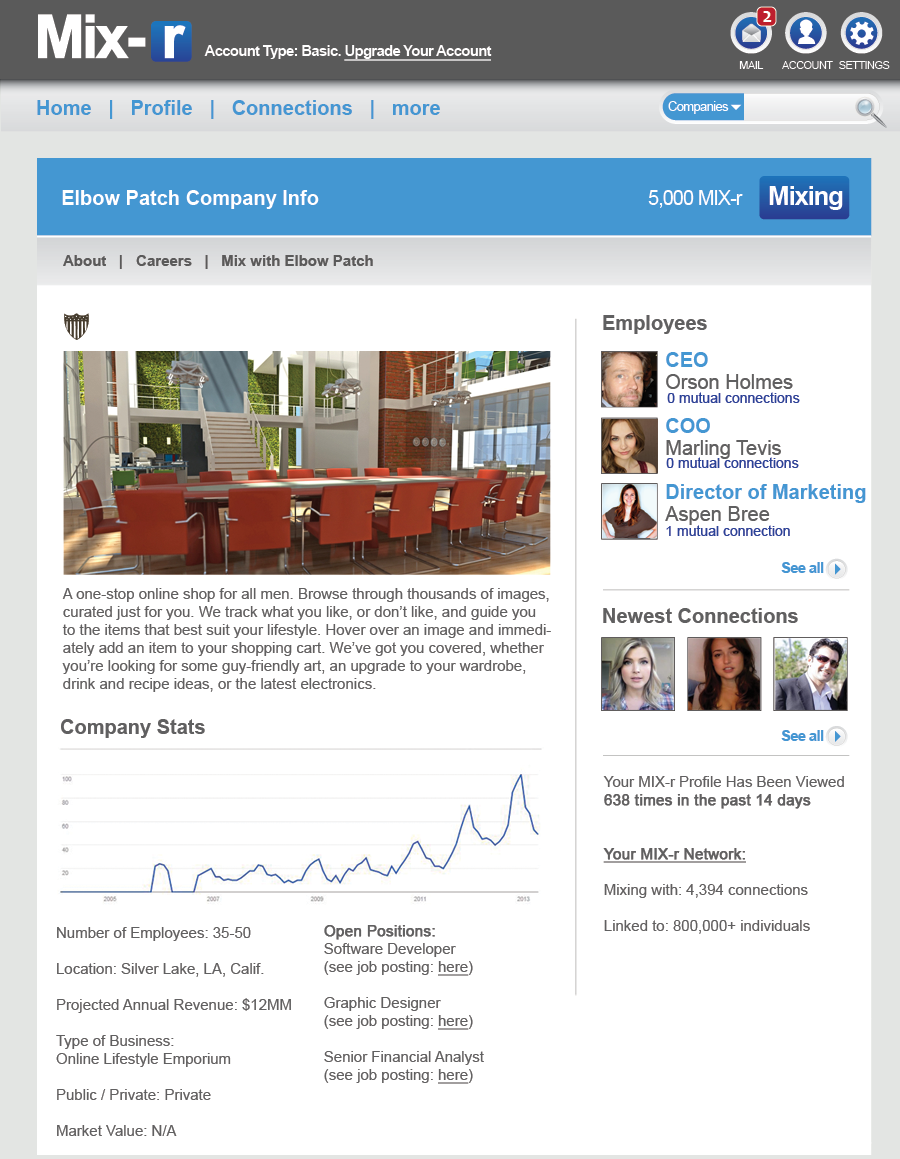 Mix-r
Account Type: Basic. Upgrade Your Account
2
MAIL
ACCOUNT
SETTINGS
Home | Profile | Connections | more
Companies
Elbow Patch Company Info
5,000 MIX-r
Mixing
About | Careers | Mix with Elbow Patch
A one-stop online shop for all men. Browse through thousands of images,
curated just for you. We track what you like, or don’t like, and guide you
to the items that best suit your lifestyle. Hover over an image and immedi-
ately add an item to your shopping cart. We’ve got you covered, whether
you’re looking for some guy-friendly art, an upgrade to your wardrobe,
drink and recipe ideas, or the latest electronics.
Company Stats
100
80
60
40
20
2005
2007
2009
2011
2013
Number of Employees: 35-50
Location: Silver Lake, LA, Calif.
Projected Annual Revenue: $12MM
Type of Business:
Online Lifestyle Emporium
Public / Private: Private
Market Value: N/A
Open Positions:
Software Developer
(see job posting: here)
Graphic Designer
(see job posting: here)
Senior Financial Analyst
(see job posting: here)
Employees
CEO
Orson Holmes
0 mutual connections
COO
Marling Tevis
0 mutual connections
Director of Marketing
Aspen Bree
1 mutual connection
See all
Newest Connections
See all
Your MIX-r Profile Has Been Viewed
638 times in the past 14 days
Your MIX-r Network:
Mixing with: 4,394 connections
Linked to: 800,000+ individuals